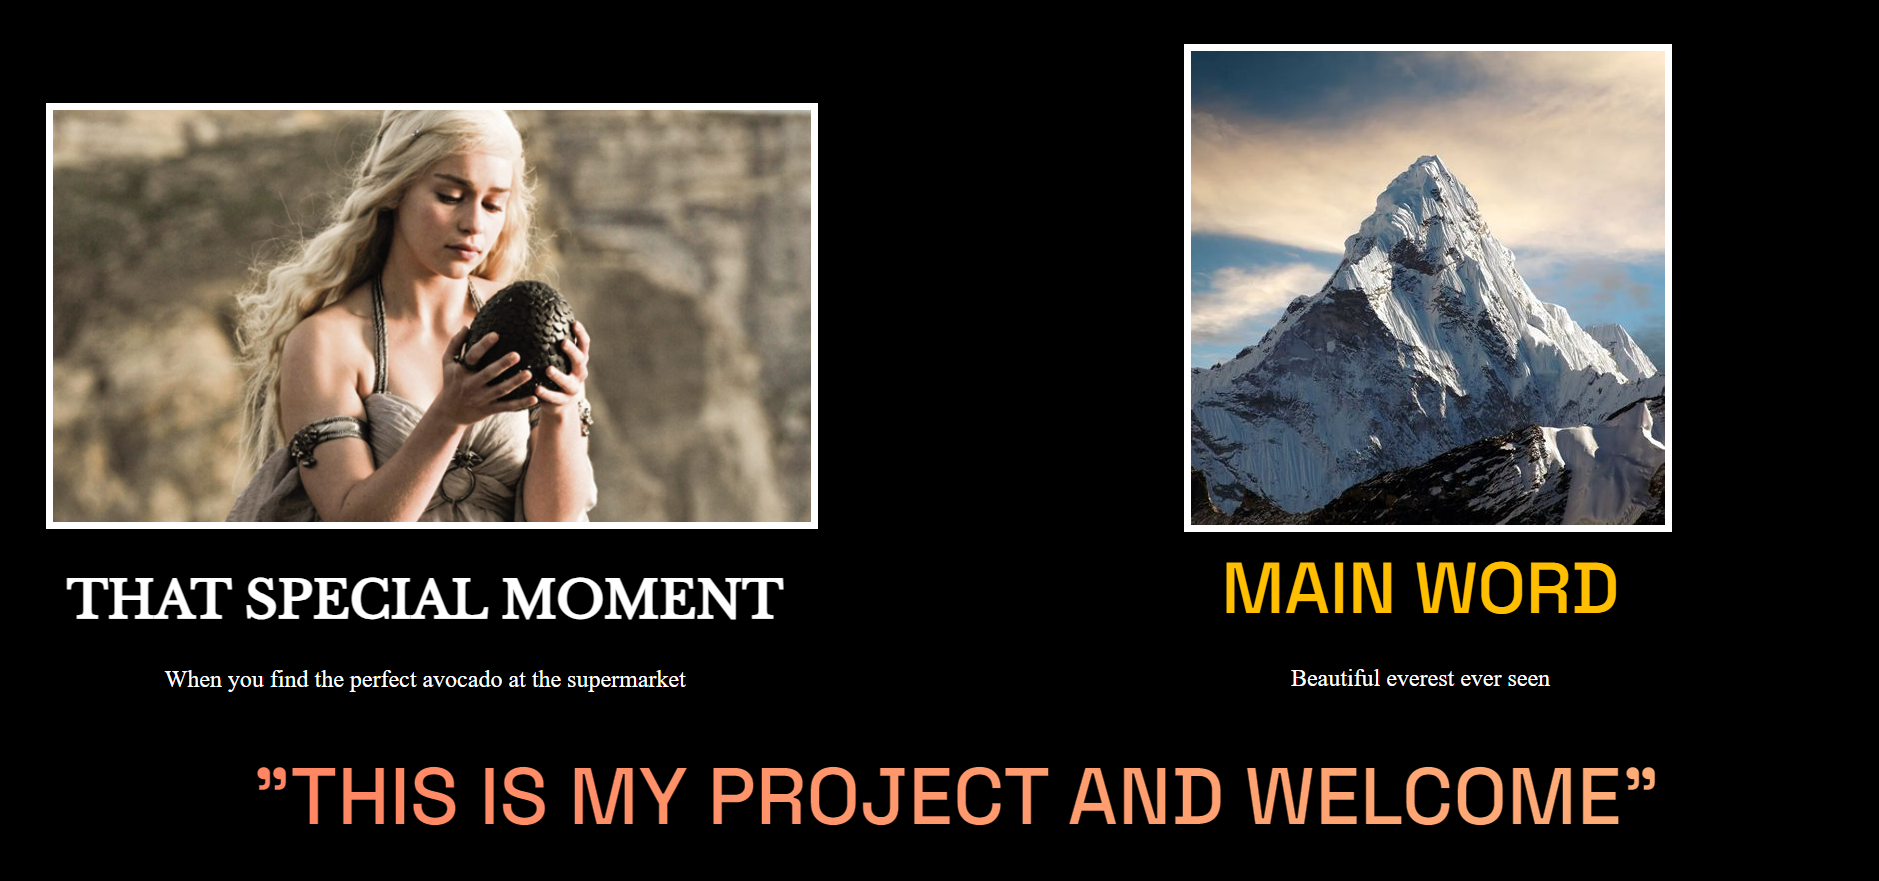 THAT SPECIAL MOMENT
When you find the perfect avocado at the supermarket
MAIN WORD
Beautiful everest ever seen
”THIS IS MY PROJECT AND WELCOME”